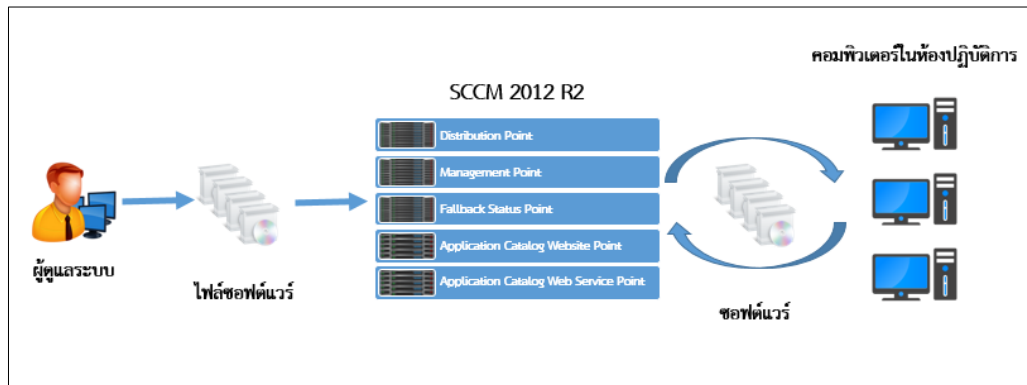 คอมพิวเตอร์ในห้องปฏิบัติการ
SCCM 2012 R2
Distribution Point
Management Point
Fallback Status Point
Application Catalog Website Point
Application Catalog Web Service Point
ผู้ดูแลระบบ
ไฟล์ซอฟต์แวร์
ซอฟต์แวร์